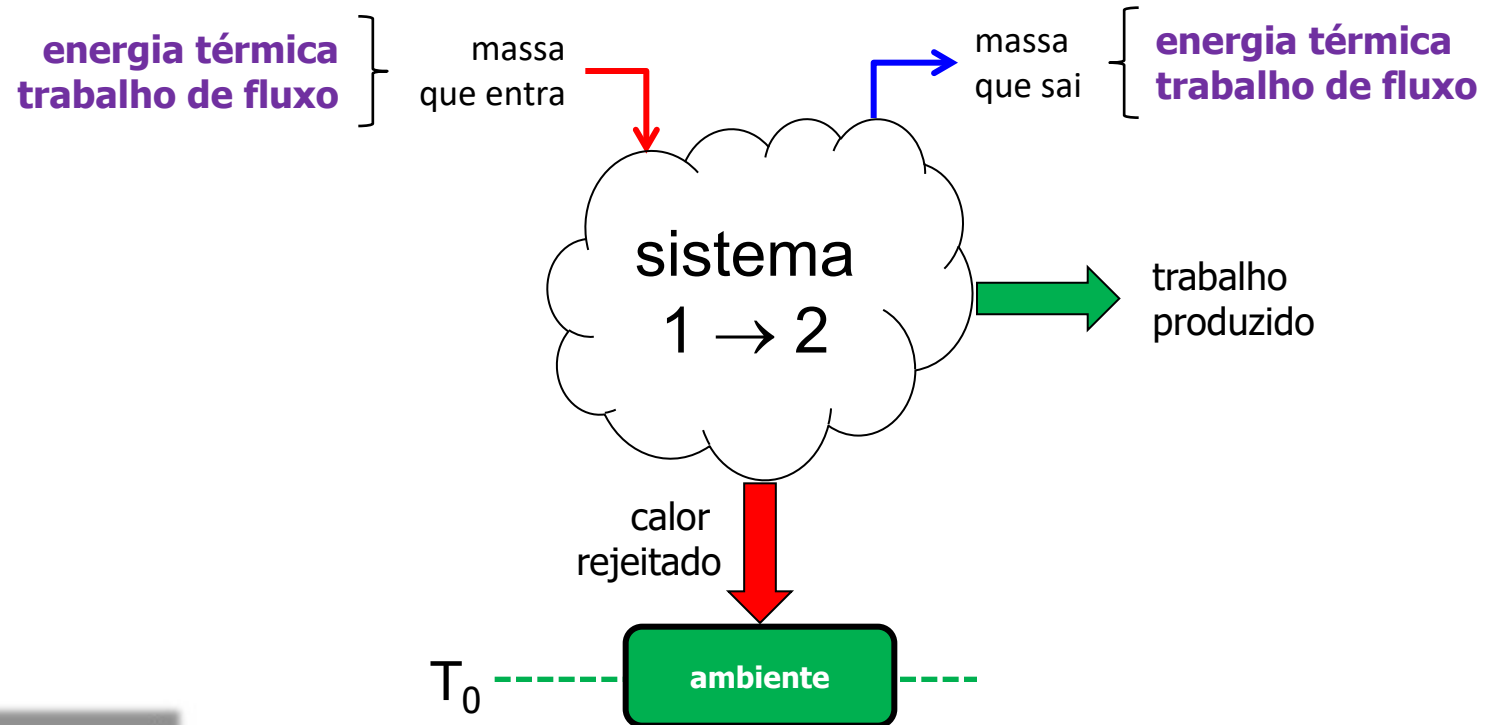 energia térmica
trabalho de fluxo
massa
que entra
massa
que sai
energia térmica
trabalho de fluxo
sistema
1 → 2
trabalho
produzido
calor
rejeitado
T₀
ambiente